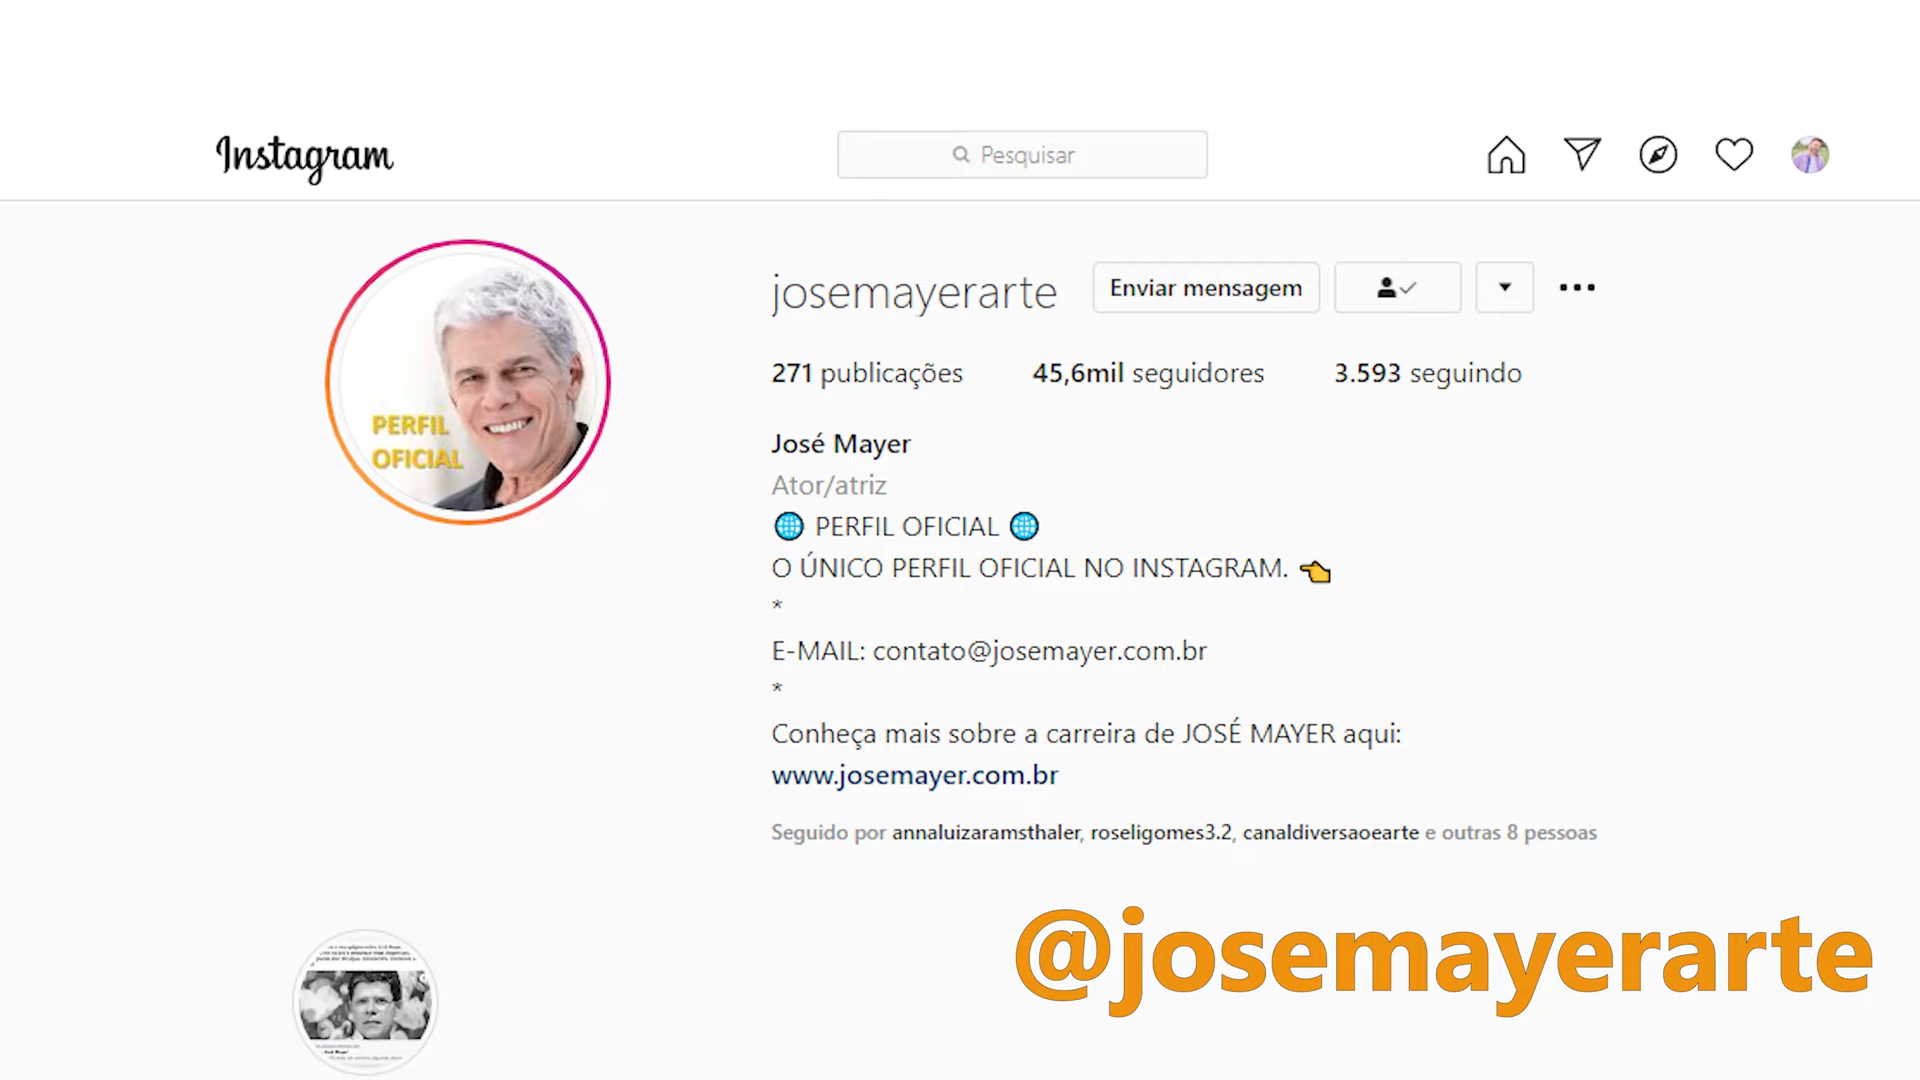 Instagram
Pesquisar
josemayerarte
Enviar mensagem
271 publicações 45,6mil seguidores 3.593 seguindo
PERFIL
OFICIAL
José Mayer
Ator/atriz
🌐 PERFIL OFICIAL 🌐
O ÚNICO PERFIL OFICIAL NO INSTAGRAM. 👈
*
E-MAIL: contato@josemayer.com.br
*
Conheça mais sobre a carreira de JOSÉ MAYER aqui:
www.josemayer.com.br
Seguido por annaluizaramsthaler, roseligomes3.2, canaldiversaoearte e outras 8 pessoas
@josemayerarte